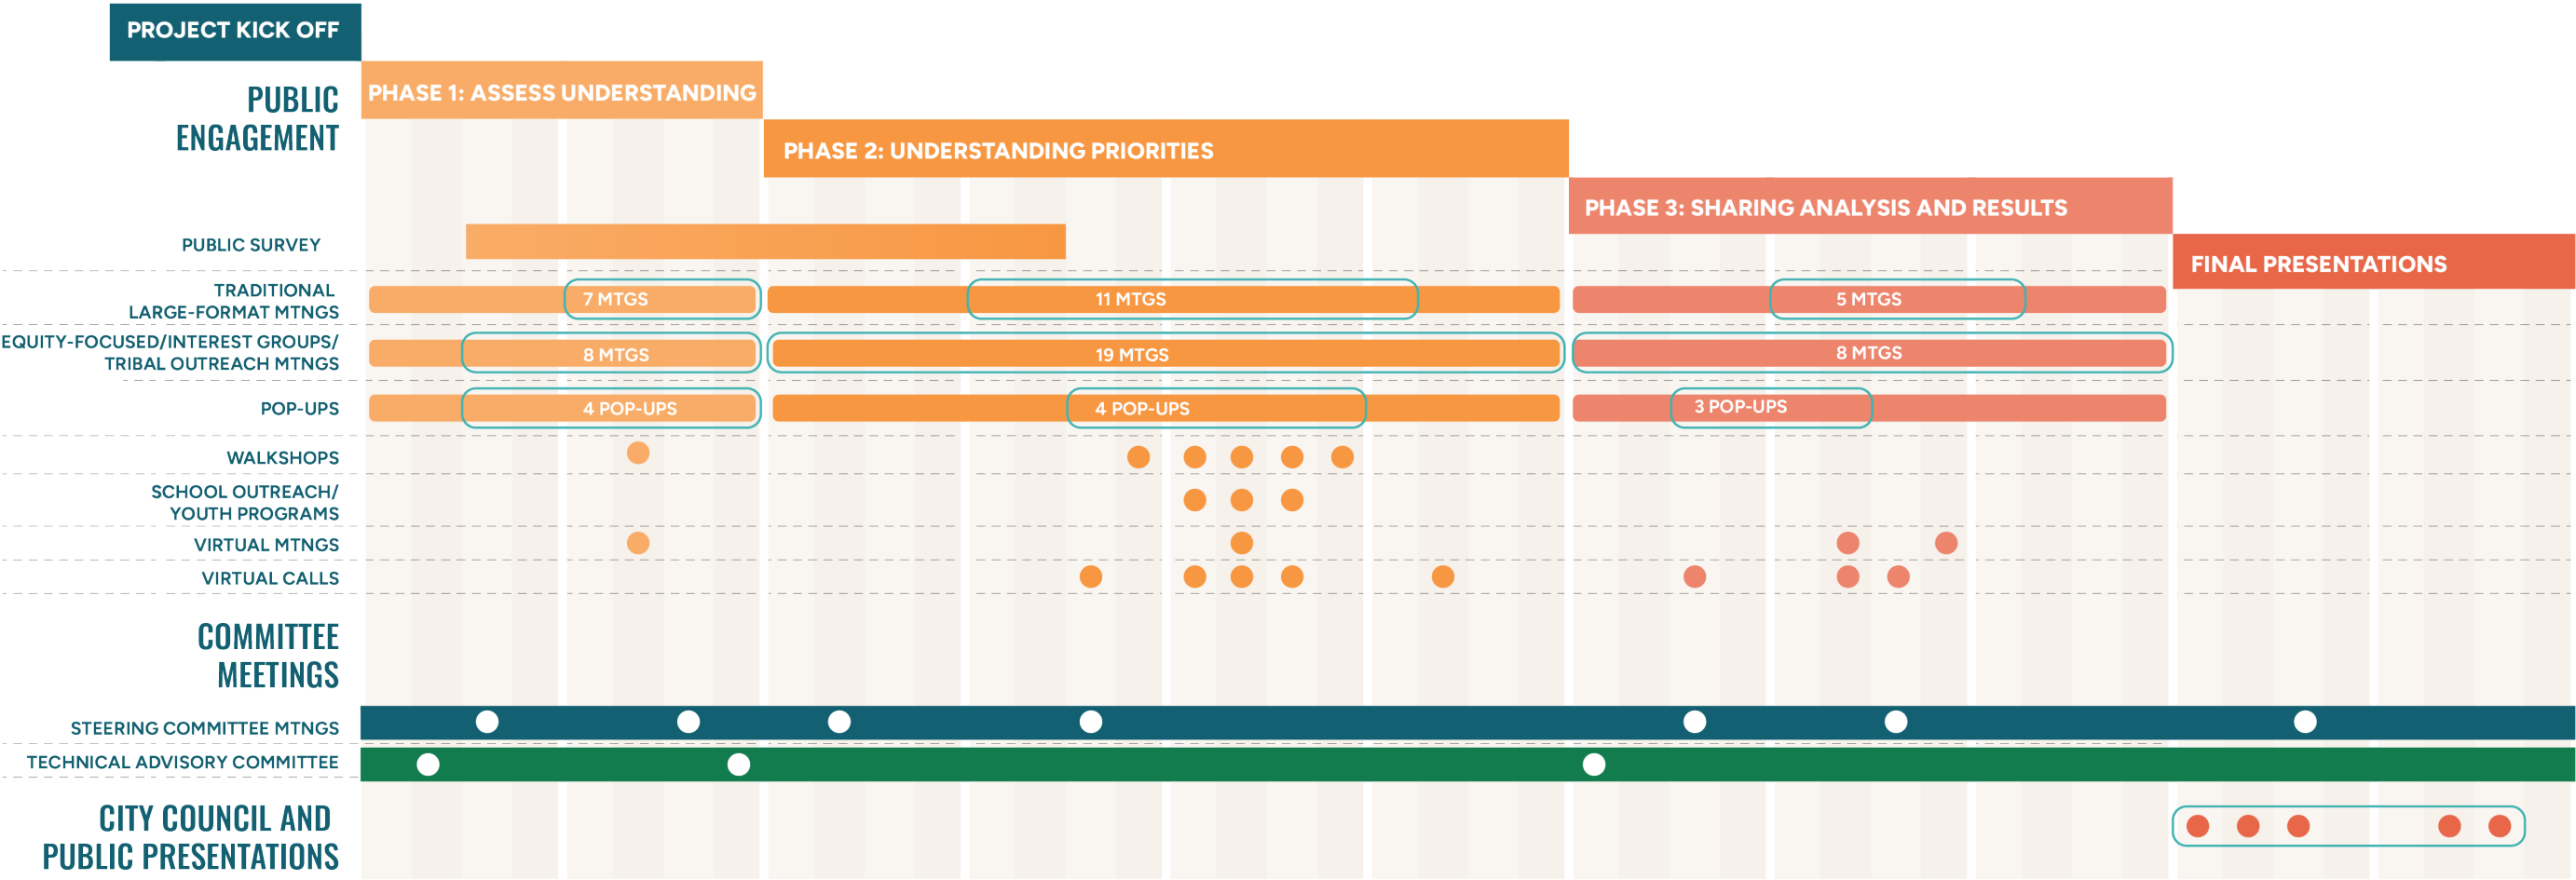 PROJECT KICK OFF
PUBLIC
ENGAGEMENT
PHASE 1: ASSESS UNDERSTANDING
PHASE 2: UNDERSTANDING PRIORITIES
PHASE 3: SHARING ANALYSIS AND RESULTS
FINAL PRESENTATIONS
PUBLIC SURVEY
TRADITIONAL
LARGE-FORMAT MTNGS
7 MTGS
11 MTGS
5 MTGS
EQUITY-FOCUSED/INTEREST GROUPS/
TRIBAL OUTREACH MTNGS
8 MTGS
19 MTGS
8 MTGS
POP-UPS
4 POP-UPS
4 POP-UPS
3 POP-UPS
WALKSHOPS
SCHOOL OUTREACH/
YOUTH PROGRAMS
VIRTUAL MTNGS
VIRTUAL CALLS
COMMITTEE
MEETINGS
STEERING COMMITTEE MTNGS
TECHNICAL ADVISORY COMMITTEE
CITY COUNCIL AND
PUBLIC PRESENTATIONS